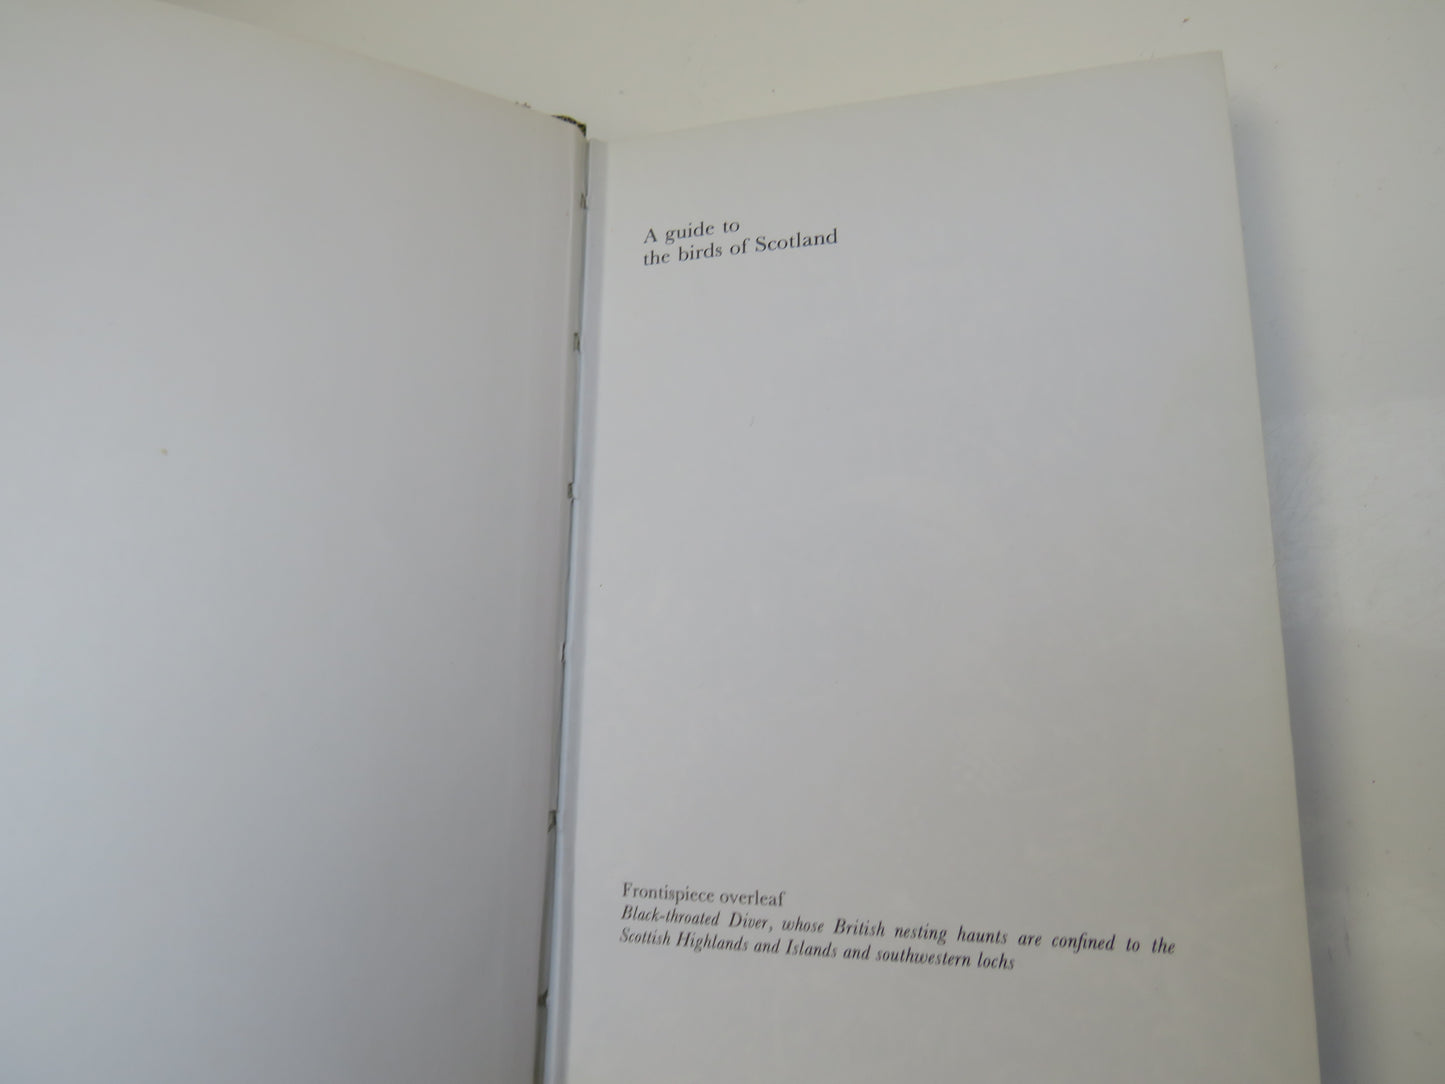 A guide to
the birds of Scotland
Frontispiece overleaf
Black-throated Diver, whose British nesting haunts are confined to the
Scottish Highlands and Islands and southwestern lochs